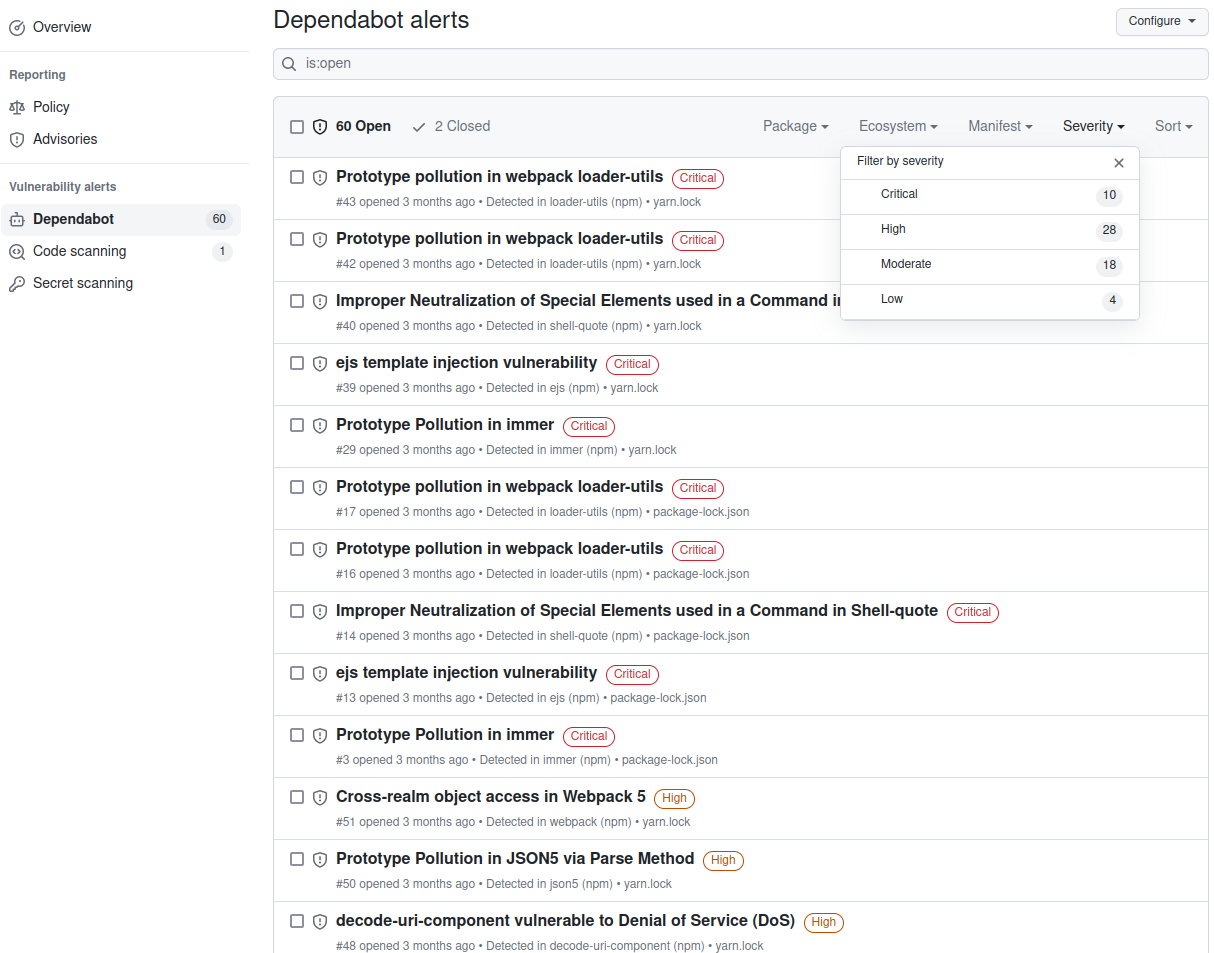 Overview
Reporting
Policy
Advisories
Vulnerability alerts
Dependabot 60
Code scanning 1
Secret scanning
Dependabot alerts
Configure
is:open
60 Open 2 Closed Package Ecosystem Manifest Severity Sort
Filter by severity
Critical 10
High 28
Moderate 18
Low 4
Prototype pollution in webpack loader-utils Critical
#43 opened 3 months ago • Detected in loader-utils (npm) • yarn.lock
Prototype pollution in webpack loader-utils Critical
#42 opened 3 months ago • Detected in loader-utils (npm) • yarn.lock
Improper Neutralization of Special Elements used in a Command in
#40 opened 3 months ago • Detected in shell-quote (npm) • yarn.lock
ejs template injection vulnerability Critical
#39 opened 3 months ago • Detected in ejs (npm) • yarn.lock
Prototype Pollution in immer Critical
#29 opened 3 months ago • Detected in immer (npm) • yarn.lock
Prototype pollution in webpack loader-utils Critical
#17 opened 3 months ago • Detected in loader-utils (npm) • package-lock.json
Prototype pollution in webpack loader-utils Critical
#16 opened 3 months ago • Detected in loader-utils (npm) • package-lock.json
Improper Neutralization of Special Elements used in a Command in Shell-quote Critical
#14 opened 3 months ago • Detected in shell-quote (npm) • package-lock.json
ejs template injection vulnerability Critical
#13 opened 3 months ago • Detected in ejs (npm) • package-lock.json
Prototype Pollution in immer Critical
#3 opened 3 months ago • Detected in immer (npm) • package-lock.json
Cross-realm object access in Webpack 5 High
#51 opened 3 months ago • Detected in webpack (npm) • yarn.lock
Prototype Pollution in JSON5 via Parse Method High
#50 opened 3 months ago • Detected in json5 (npm) • yarn.lock
decode-uri-component vulnerable to Denial of Service (DoS) High
#48 opened 3 months ago • Detected in decode-uri-component (npm) • yarn.lock